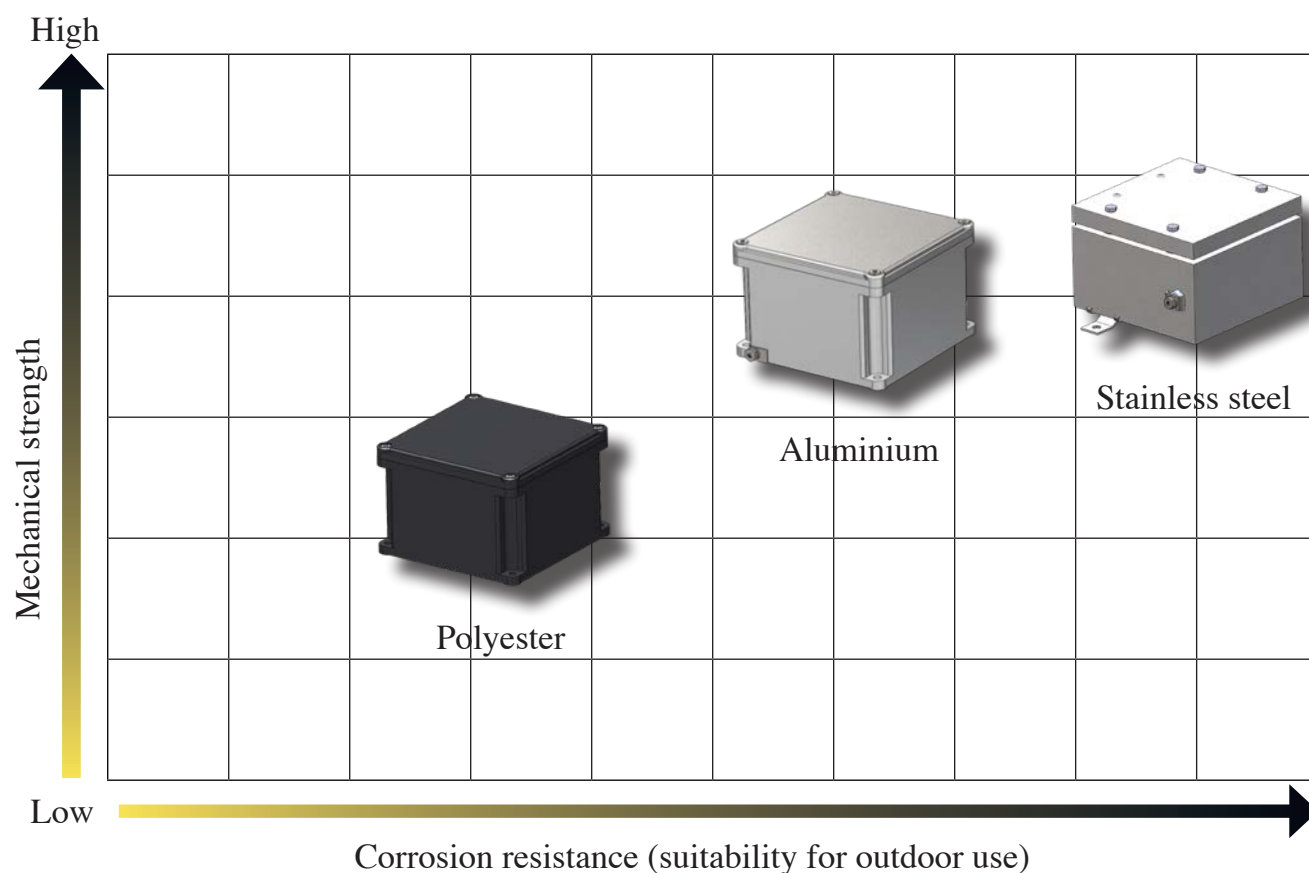 High
Mechanical strength
Stainless steel
Aluminium
Polyester
Low
Corrosion resistance (suitability for outdoor use)